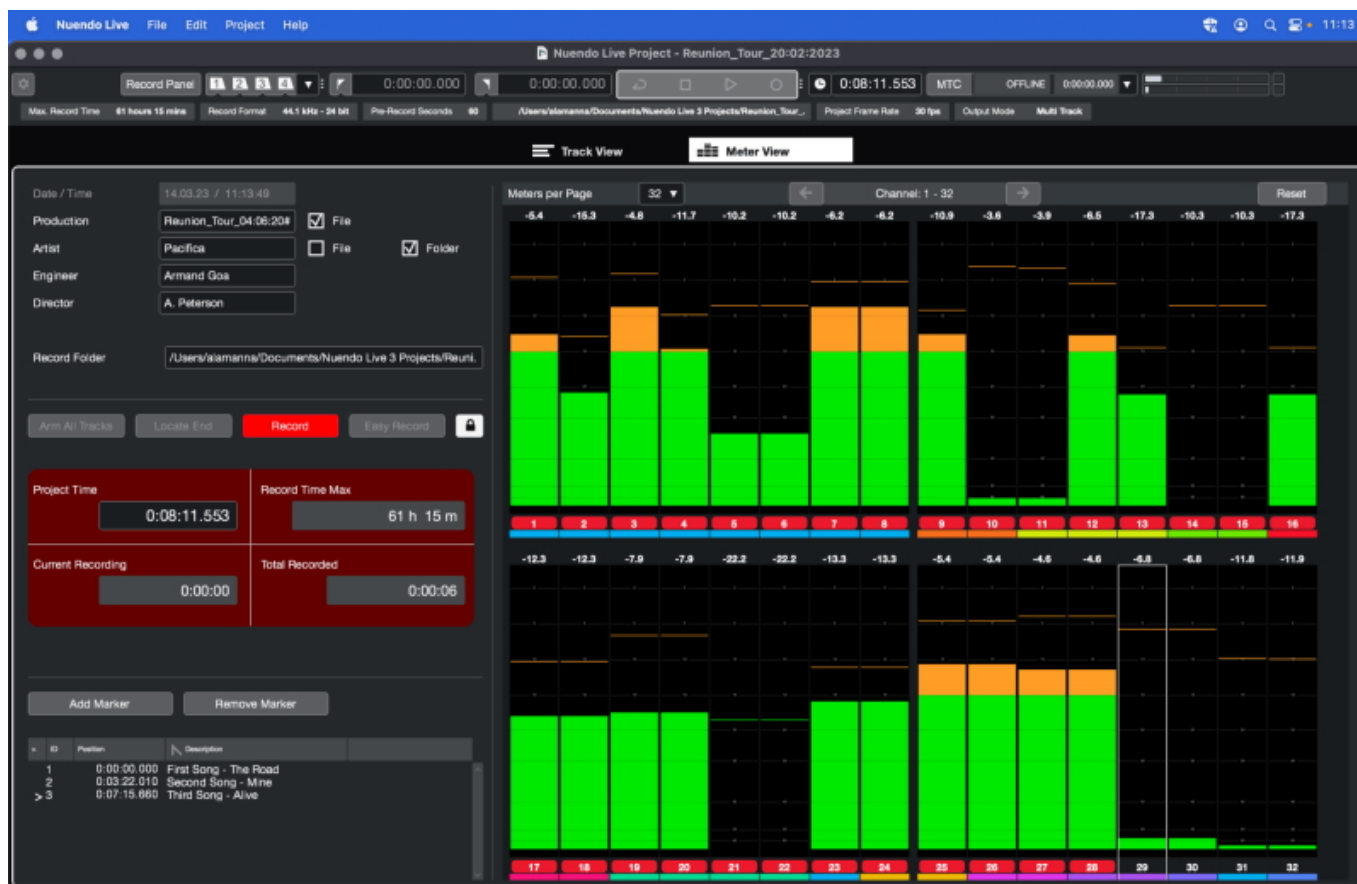 Nuendo Live File Edit Project Help 11:13
Nuendo Live Project - Reunion_Tour_20:02:2023
Record Panel 1 2 3 4 0:00:00.000 0:00:00.000 0:08:11.553 MTC OFFLINE 0:00:00.000
Max. Record Time 61 hours 15 mins Record Format 44.1 kHz - 24 bit Pre-Record Seconds 60 /Users/alamanna/Documents/Nuendo Live 3 Projects/Reunion_Tour_ Project Frame Rate 30 fps Output Mode Multi Track
Track View Meter View
Date / Time 14.03.23 / 11:13:49
Production Reunion_Tour_04:06:20# File
Artist Pacifica File Folder
Engineer Armand Goa
Director A. Peterson
Record Folder /Users/alamanna/Documents/Nuendo Live 3 Projects/Reuni.
Arm All Tracks Locate End Record Easy Record
Project Time Record Time Max
0:08:11.553 61 h 15 m
Current Recording Total Recorded
0:00:00 0:00:06
Add Marker Remove Marker
ID Position Description
1 0:00:00.000 First Song - The Road
2 0:03:22.010 Second Song - Mine
> 3 0:07:15.660 Third Song - Alive
Meters per Page 32 Channel: 1 - 32 Reset
-5.4 -15.3 -4.8 -11.7 -10.2 -10.2 -6.2 -6.2 -10.9 -3.6 -3.9 -6.5 -17.3 -10.3 -10.3 -17.3
1 2 3 4 5 6 7 8 9 10 11 12 13 14 15 16
-12.3 -12.3 -7.9 -7.9 -22.2 -22.2 -13.3 -13.3 -5.4 -5.4 -4.6 -4.6 -6.8 -6.8 -11.8 -11.9
17 18 19 20 21 22 23 24 25 26 27 28 29 30 31 32